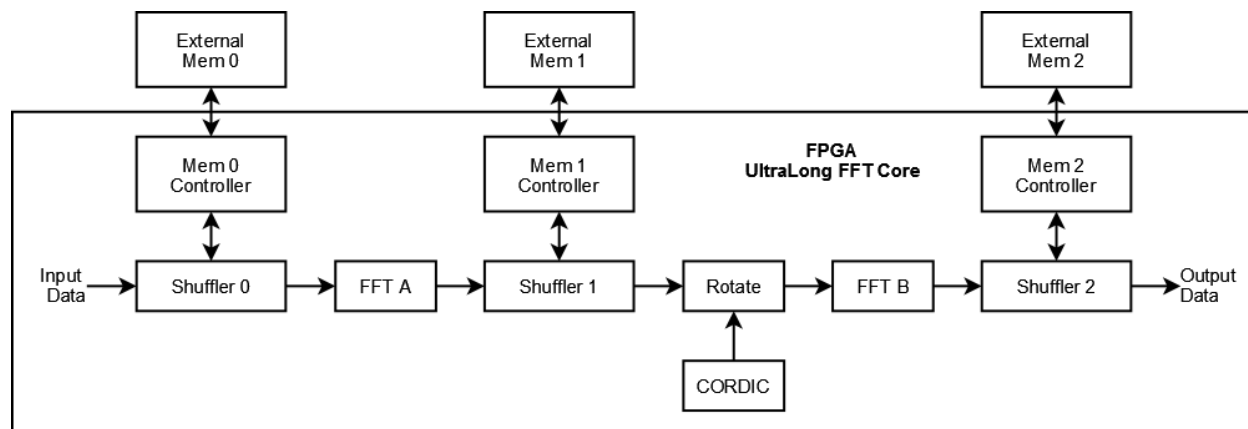 External
Mem 0
External
Mem 1
External
Mem 2
Mem 0
Controller
Mem 1
Controller
FPGA
UltraLong FFT Core
Mem 2
Controller
Input
Data
Shuffler 0
FFT A
Shuffler 1
Rotate
FFT B
Shuffler 2
Output
Data
CORDIC